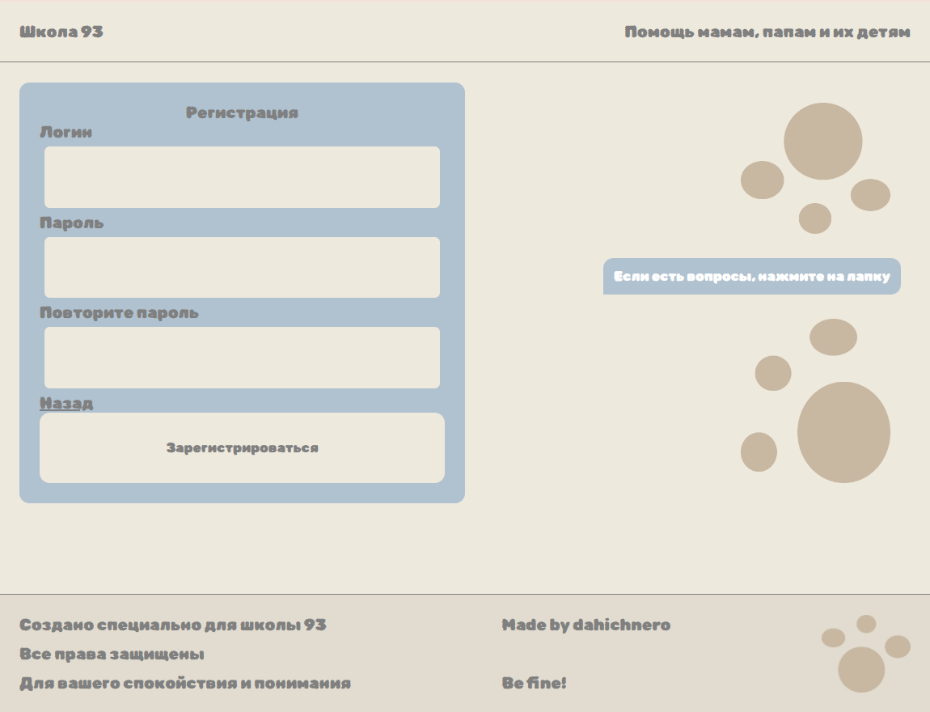 Школа 93
Помощь мамам, папам и их детям
Регистрация
Логин
Пароль
Повторите пароль
Назад
Зарегистрироваться
Если есть вопросы, нажмите на лапку
Создано специально для школы 93
Все права защищены
Для вашего спокойствия и понимания
Made by dahichnero
Be fine!